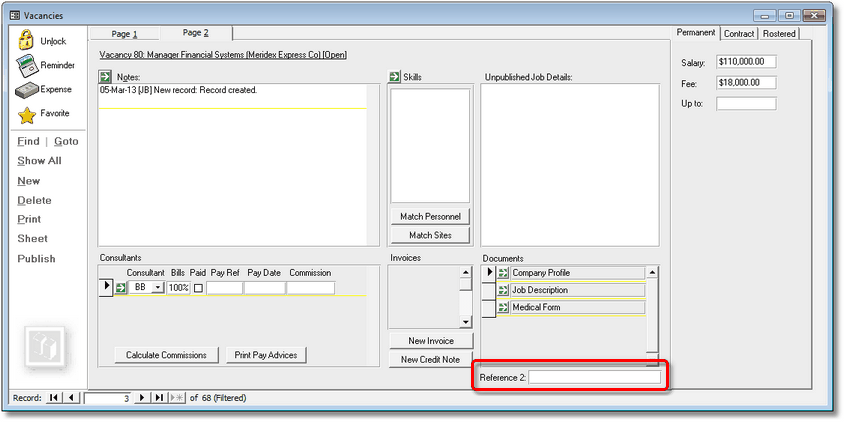 Vacancies
Page 1
Page 2
Permanent
Contract
Rostered
Unlock
Reminder
Expense
Favorite
Find | Goto
Show All
New
Delete
Print
Sheet
Publish
Vacancy 80: Manager Financial Systems (Meridex Express Co) [Open]
Notes:
05-Mar-13 [JB] New record: Record created.
Skills
Match Personnel
Match Sites
Unpublished Job Details:
Salary: $110,000.00
Fee: $18,000.00
Up to:
Consultants
Consultant Bills Paid Pay Ref Pay Date Commission
BB 100%
Calculate Commissions
Print Pay Advices
Invoices
New Invoice
New Credit Note
Documents
Company Profile
Job Description
Medical Form
Reference 2:
Record: 3 of 68 (Filtered)